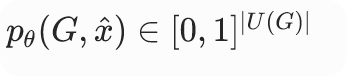 p_θ(G, x̂) ∈ [0, 1]^{|U(G)|}